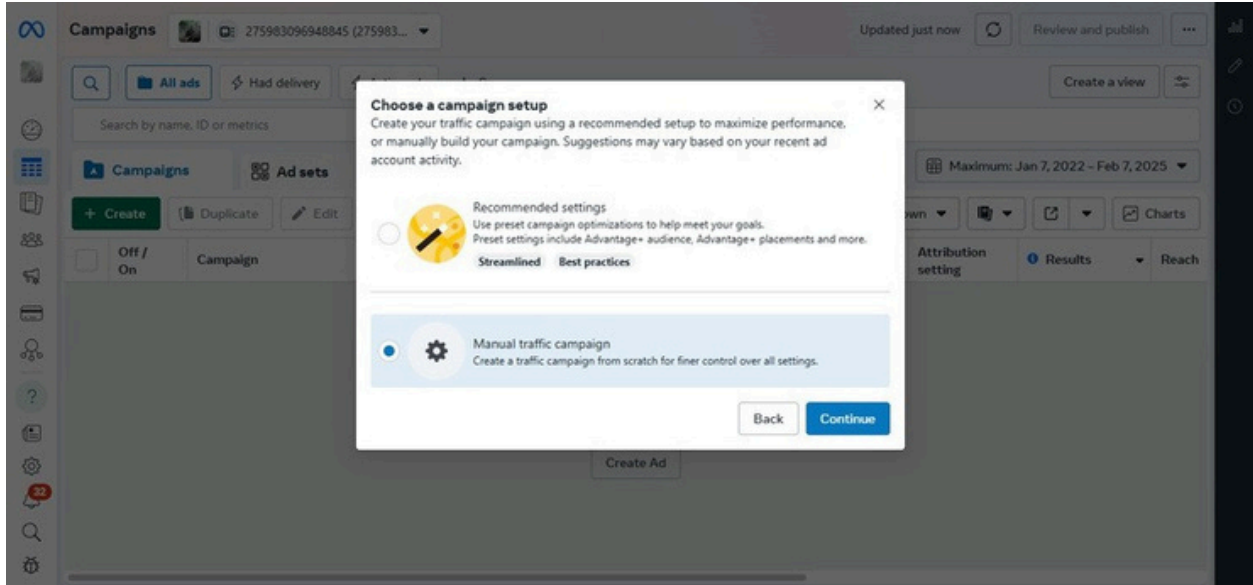 Campaigns
275983096948845 (275983...
Updated just now
Review and publish
...
All ads
Had delivery
Create a view
Search by name, ID or metrics
Campaigns
Ad sets
Maximum: Jan 7, 2022 – Feb 7, 2025
+ Create
Duplicate
Edit
Charts
Off /
On
Campaign
Attribution
setting
Results
Reach
Choose a campaign setup
Create your traffic campaign using a recommended setup to maximize performance,
or manually build your campaign. Suggestions may vary based on your recent ad
account activity.
Recommended settings
Use preset campaign optimizations to help meet your goals.
Preset settings include Advantage+ audience, Advantage+ placements and more.
Streamlined Best practices
Manual traffic campaign
Create a traffic campaign from scratch for finer control over all settings.
Back
Continue
Create Ad
?
32